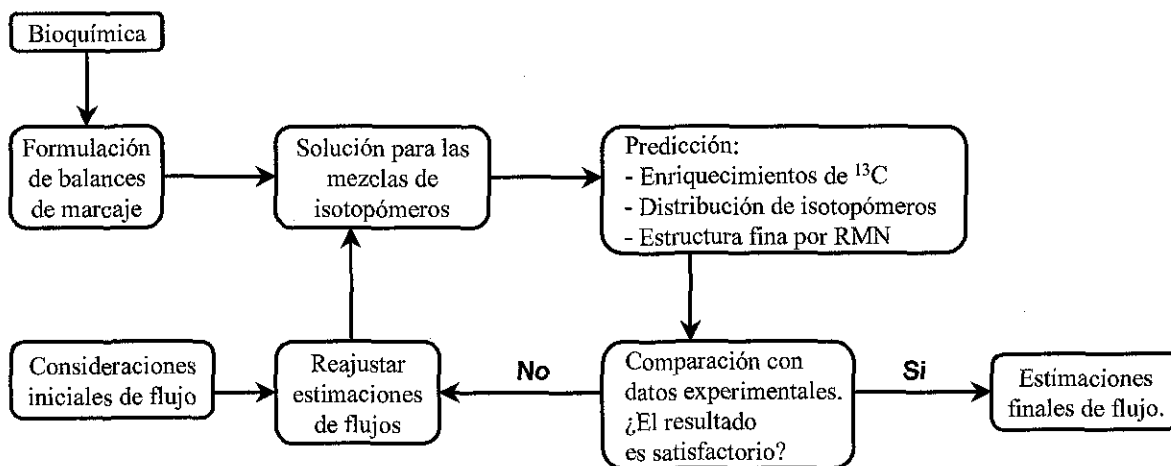 Bioquímica
Formulación
de balances
de marcaje
Solución para las
mezclas de
isotopómeros
Predicción:
- Enriquecimientos de ¹³C
- Distribución de isotopómeros
- Estructura fina por RMN
Consideraciones
iniciales de flujo
Reajustar
estimaciones
de flujos
No
Comparación con
datos experimentales.
¿El resultado
es satisfactorio?
Si
Estimaciones
finales de flujo.